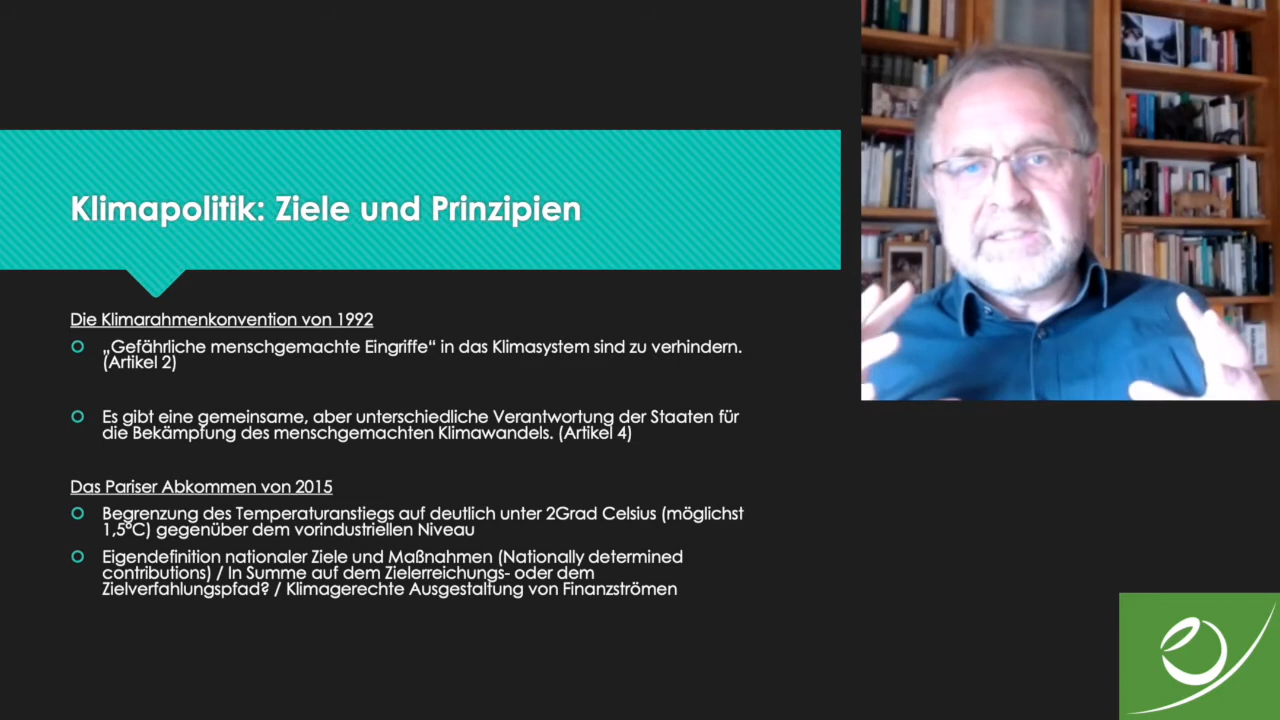 Klimapolitik: Ziele und Prinzipien
Die Klimarahmenkonvention von 1992
„Gefährliche menschgemachte Eingriffe“ in das Klimasystem sind zu verhindern.
(Artikel 2)
Es gibt eine gemeinsame, aber unterschiedliche Verantwortung der Staaten für
die Bekämpfung des menschgemachten Klimawandels. (Artikel 4)
Das Pariser Abkommen von 2015
Begrenzung des Temperaturanstiegs auf deutlich unter 2Grad Celsius (möglichst
1,5°C) gegenüber dem vorindustriellen Niveau
Eigendefinition nationaler Ziele und Maßnahmen (Nationally determined
contributions) / In Summe auf dem Zielerreichungs- oder dem
Zielverfahlungspfad? / Klimagerechte Ausgestaltung von Finanzströmen